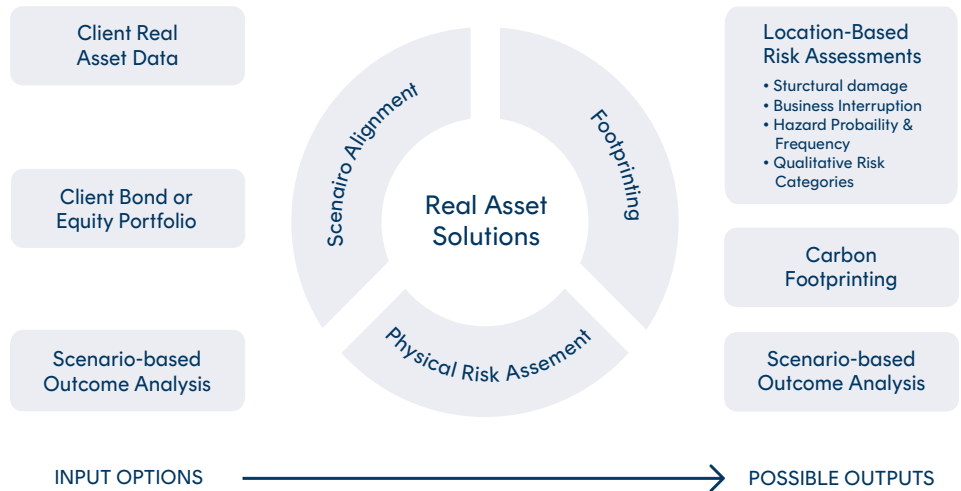 Client Real
Asset Data
Client Bond or
Equity Portfolio
Scenario-based
Outcome Analysis
Scenairo Alignment
Footprinting
Physical Risk Assement
Real Asset
Solutions
Location-Based
Risk Assessments
• Sturctural damage
• Business Interruption
• Hazard Probaility &
Frequency
• Qualitative Risk
Categories
Carbon
Footprinting
Scenario-based
Outcome Analysis
INPUT OPTIONS
POSSIBLE OUTPUTS